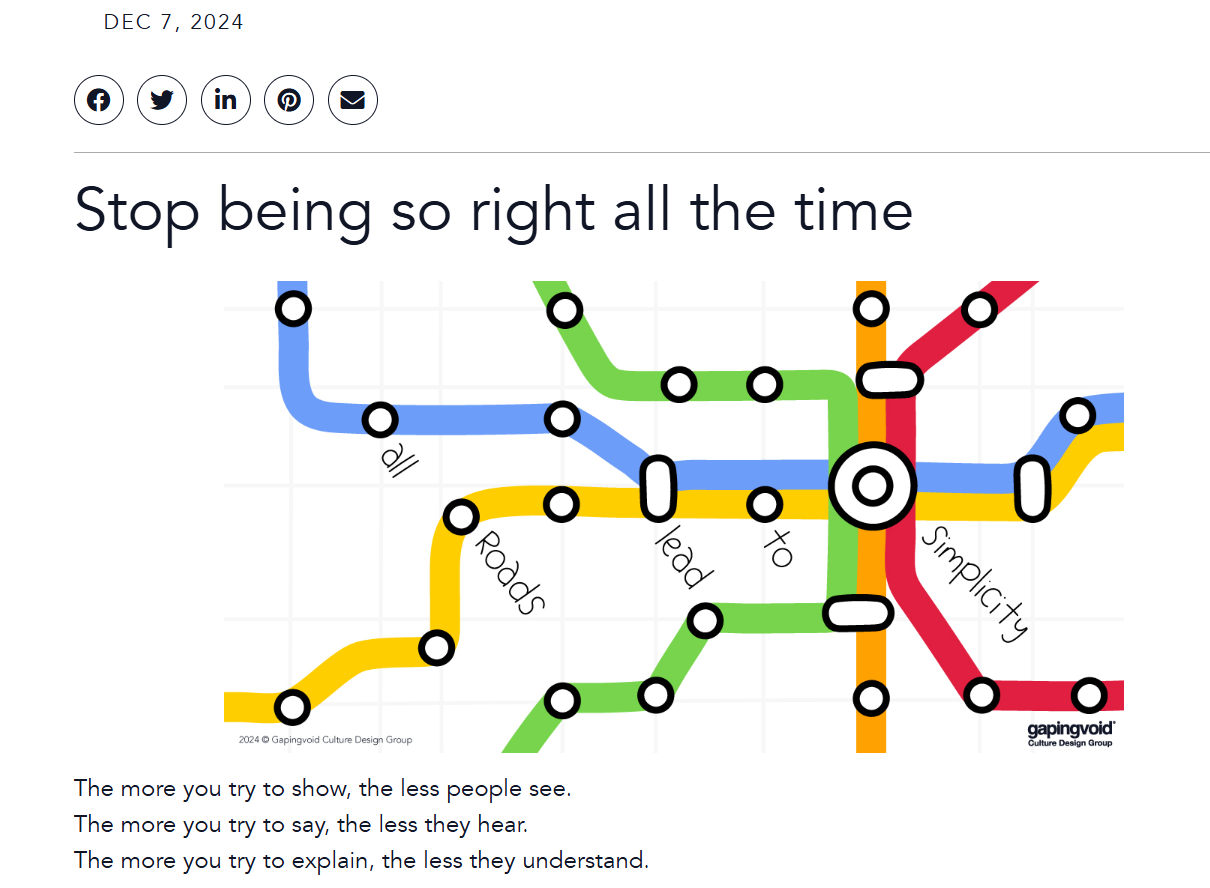 DEC 7, 2024
Stop being so right all the time
all
Roads
lead
to
Simplicity
2024 © Gapingvoid Culture Design Group
gapingvoid
Culture Design Group
The more you try to show, the less people see.
The more you try to say, the less they hear.
The more you try to explain, the less they understand.